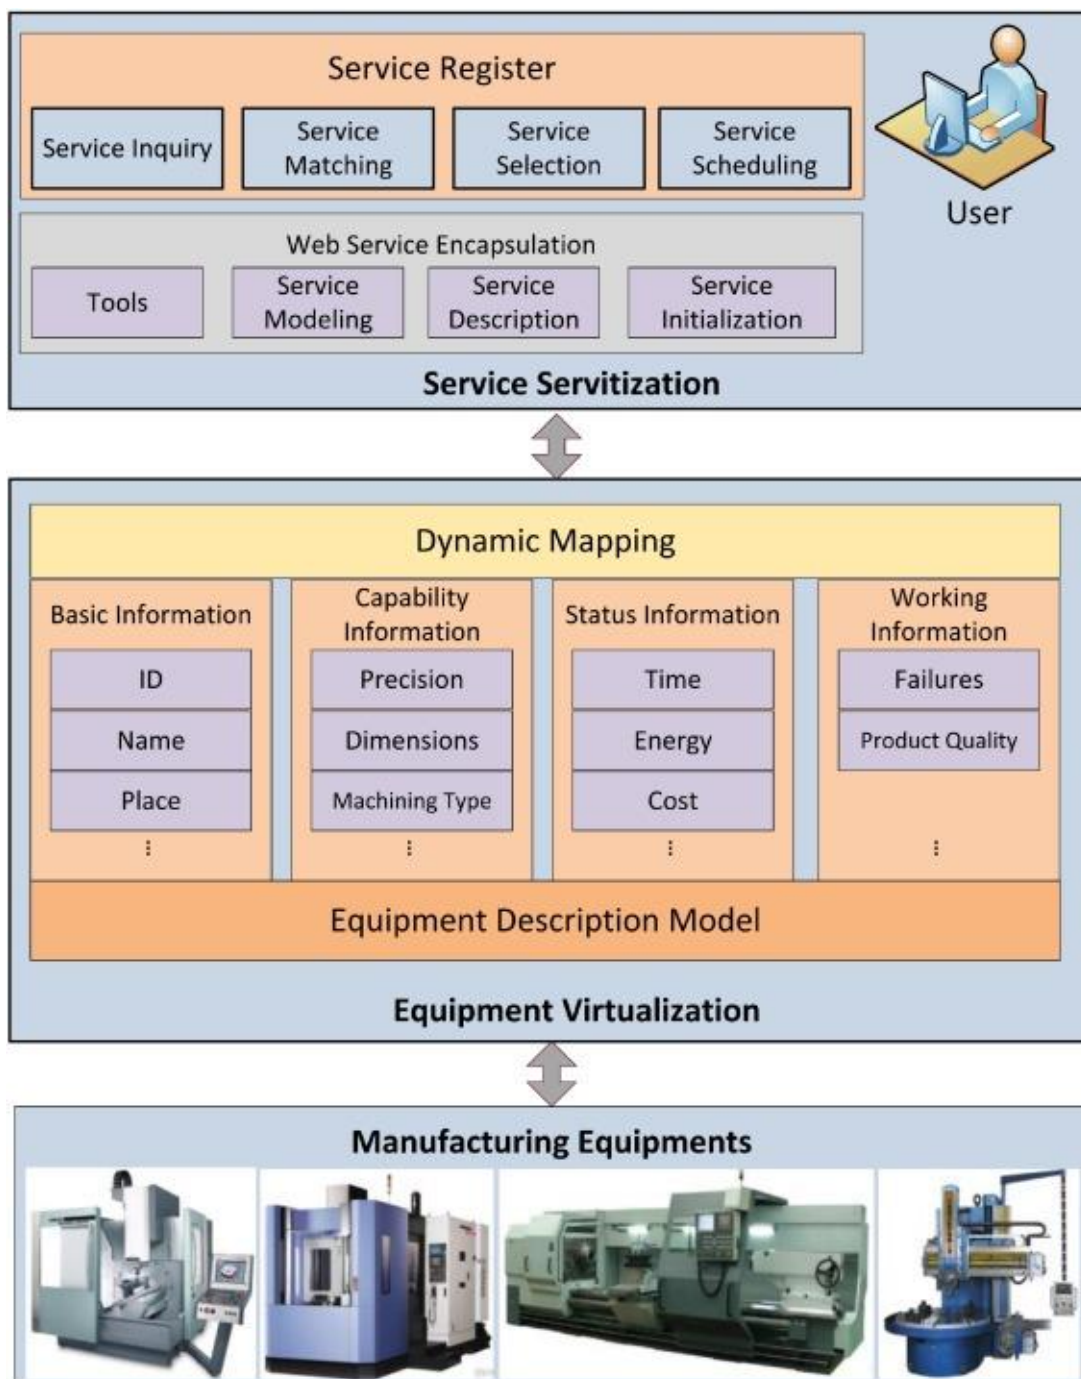 Service Register
Service Inquiry
Service
Matching
Service
Selection
Service
Scheduling
User
Web Service Encapsulation
Tools
Service
Modeling
Service
Description
Service
Initialization
Service Servitization
Dynamic Mapping
Basic Information
ID
Name
Place
⋮
Capability
Information
Precision
Dimensions
Machining Type
⋮
Status Information
Time
Energy
Cost
⋮
Working
Information
Failures
Product Quality
⋮
Equipment Description Model
Equipment Virtualization
Manufacturing Equipments